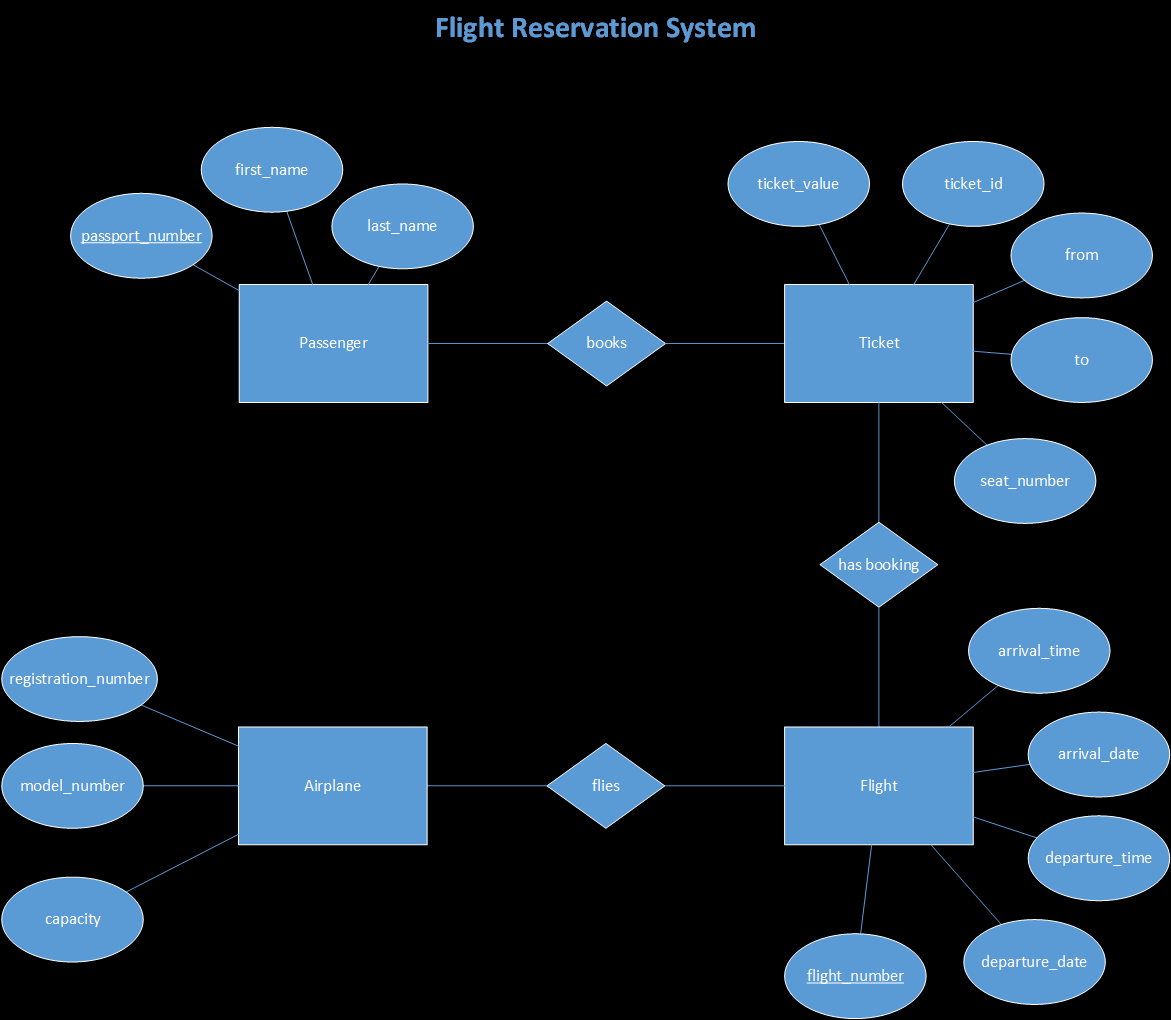 Flight Reservation System
first_name
last_name
passport_number
ticket_value
ticket_id
from
to
seat_number
Passenger
books
Ticket
has booking
registration_number
model_number
capacity
Airplane
flies
Flight
arrival_time
arrival_date
departure_time
departure_date
flight_number